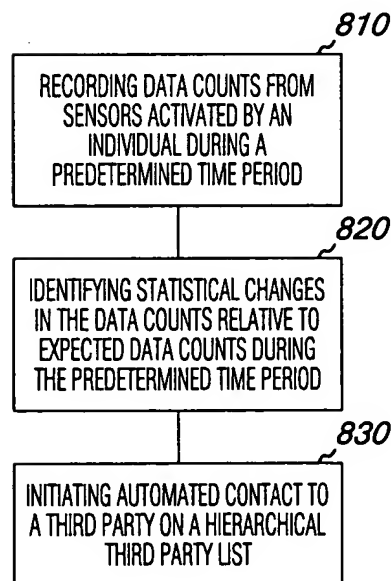 810
RECORDING DATA COUNTS FROM
SENSORS ACTIVATED BY AN
INDIVIDUAL DURING A
PREDETERMINED TIME PERIOD
820
IDENTIFYING STATISTICAL CHANGES
IN THE DATA COUNTS RELATIVE TO
EXPECTED DATA COUNTS DURING
THE PREDETERMINED TIME PERIOD
830
INITIATING AUTOMATED CONTACT TO
A THIRD PARTY ON A HIERARCHICAL
THIRD PARTY LIST